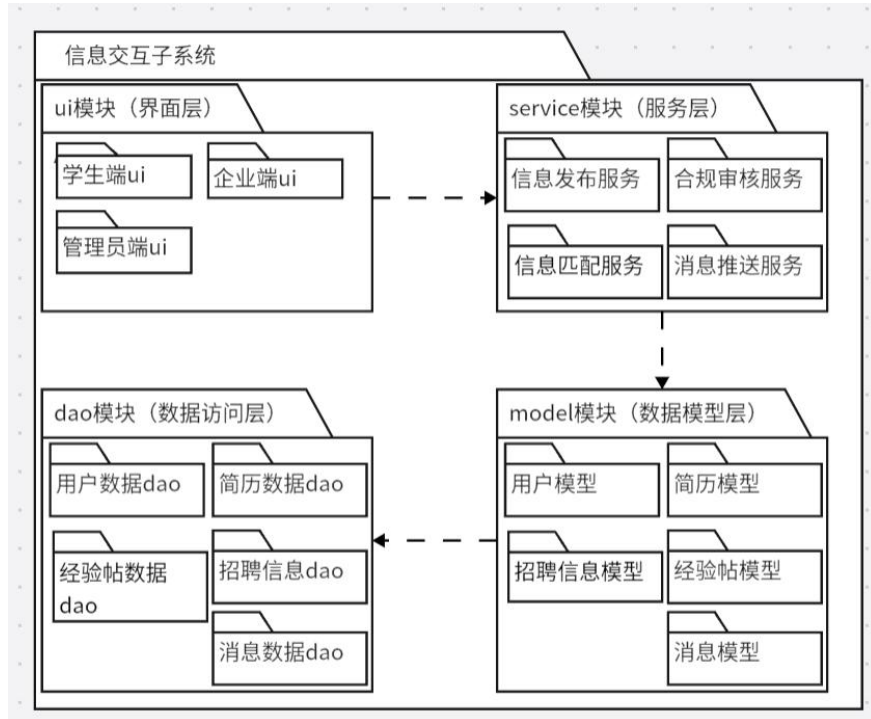 信息交互子系统
ui模块（界面层）
学生端ui
企业端ui
管理员端ui
service模块（服务层）
信息发布服务
合规审核服务
信息匹配服务
消息推送服务
dao模块（数据访问层）
用户数据dao
简历数据dao
经验帖数据
dao
招聘信息dao
消息数据dao
model模块（数据模型层）
用户模型
简历模型
招聘信息模型
经验帖模型
消息模型